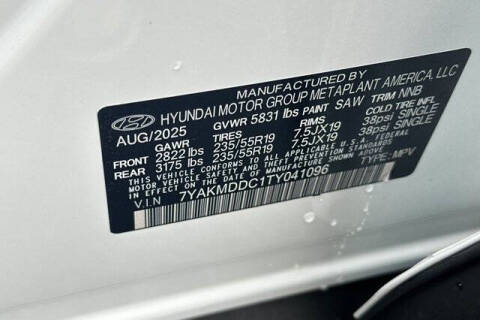 MANUFACTURED BY
HYUNDAI MOTOR GROUP METAPLANT AMERICA, LLC
AUG/2025 GVWR 5831 lbs PAINT SAW TRIM NNB
GAWR TIRES RIMS COLD TIRE INFL
FRONT 2822 lbs 235/55R19 7.5JX19 38psi SINGLE
REAR 3175 lbs 235/55R19 7.5JX19 38psi SINGLE
THIS VEHICLE CONFORMS TO ALL APPLICABLE U.S.A. FEDERAL
MOTOR VEHICLE SAFETY AND THEFT PREVENTION STANDARDS
IN EFFECT ON THE DATE OF MANUFACTURE SHOWN ABOVE.
V.I.N 7YAKMDDC1TY041096 TYPE:MPV